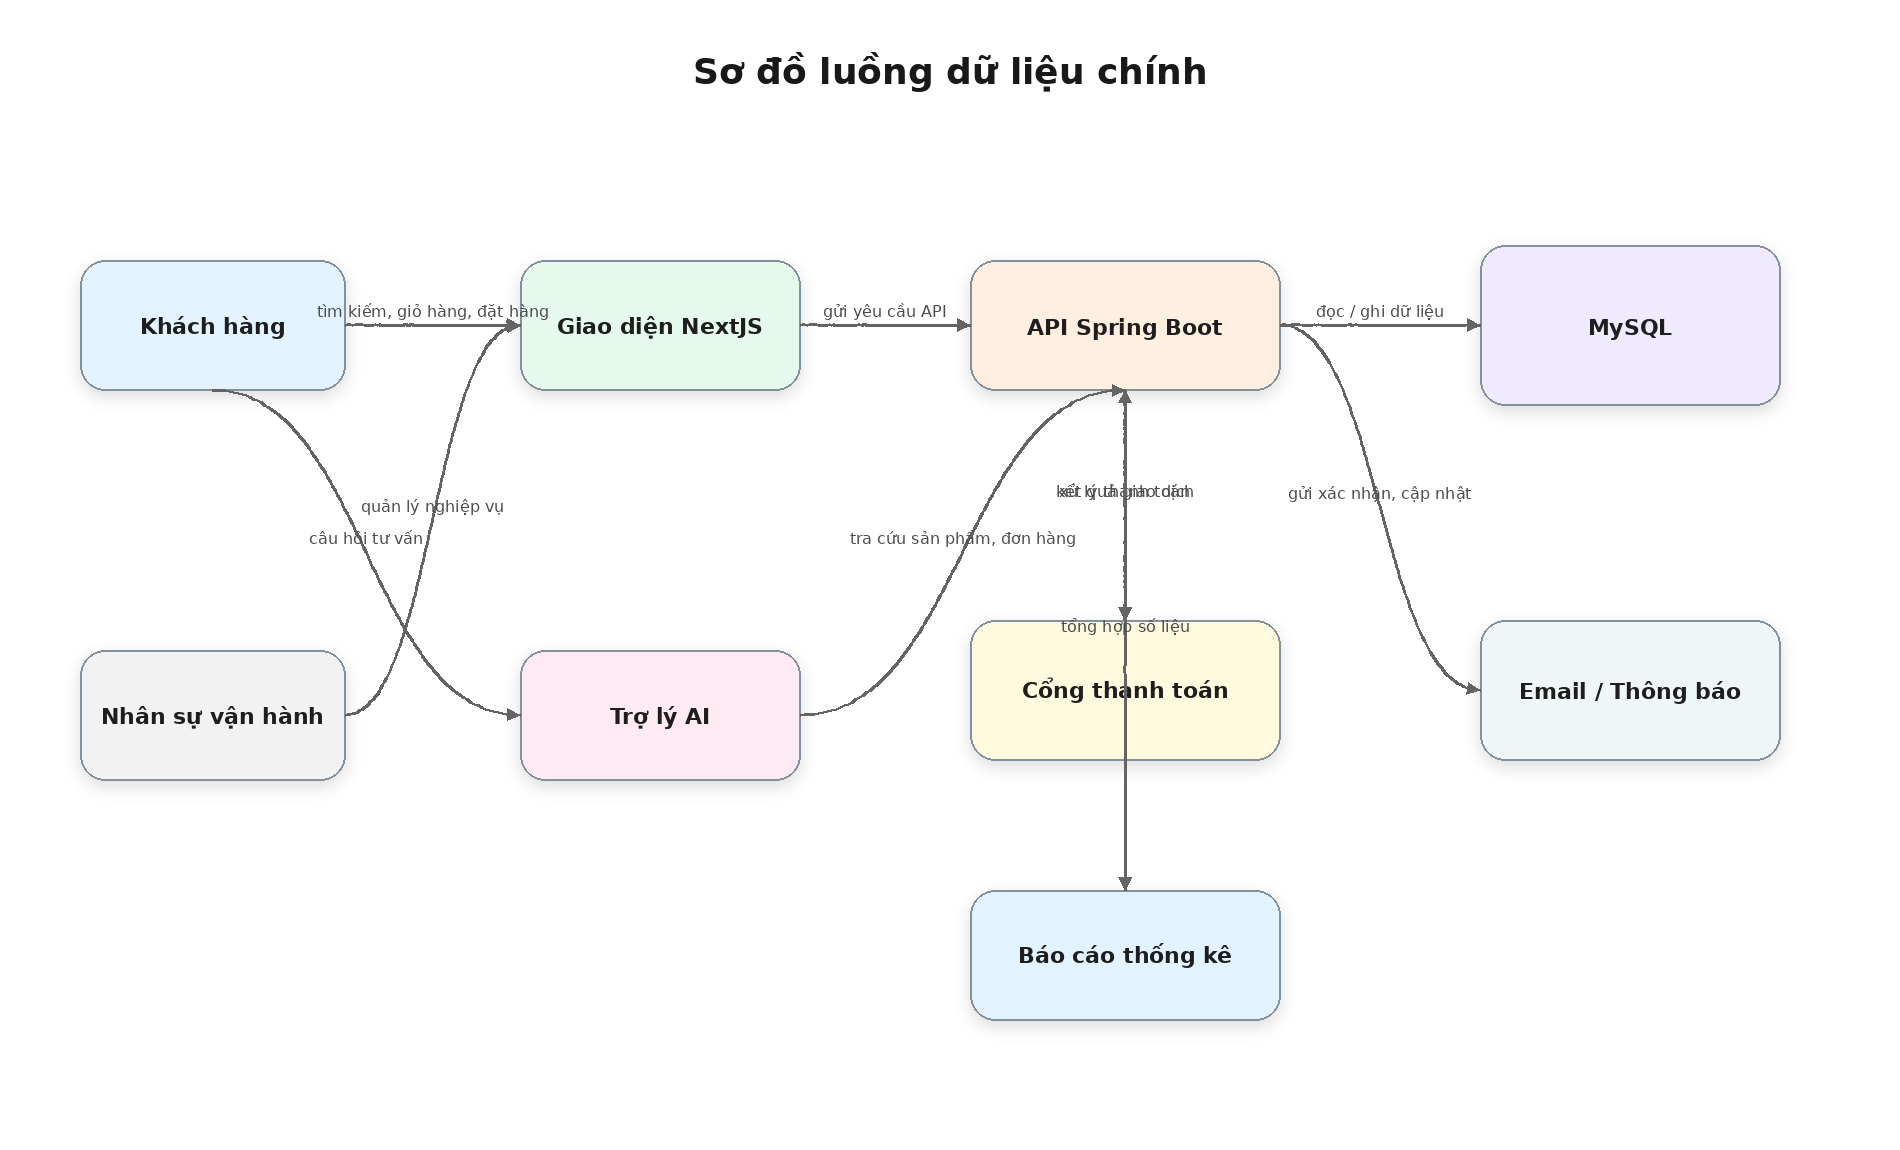 Sơ đồ luồng dữ liệu chính
Khách hàng
tìm kiếm, giỏ hàng, đặt hàng
Giao diện NextJS
gửi yêu cầu API
API Spring Boot
đọc / ghi dữ liệu
MySQL
quản lý nghiệp vụ
câu hỏi tư vấn
tra cứu sản phẩm, đơn hàng
gửi xác nhận, cập nhật
tổng hợp số liệu
Nhân sự vận hành
Trợ lý AI
Cổng thanh toán
Email / Thông báo
Báo cáo thống kê